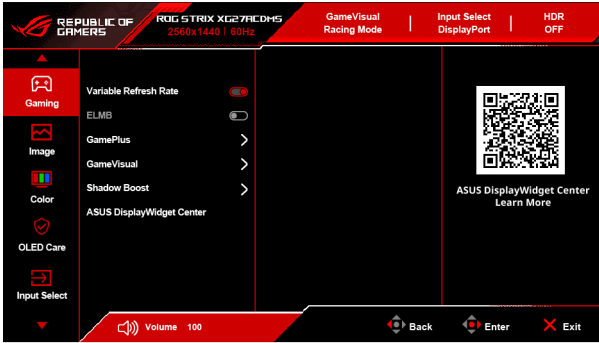 REPUBLIC OF
GAMERS
ROG STRIX XG27ACDMS
2560x1440 | 60Hz
GameVisual
Racing Mode
Input Select
DisplayPort
HDR
OFF
Gaming
Image
Color
OLED Care
Input Select
Variable Refresh Rate
ELMB
GamePlus
GameVisual
Shadow Boost
ASUS DisplayWidget Center
ASUS DisplayWidget Center
Learn More
Volume 100
Back
Enter
Exit